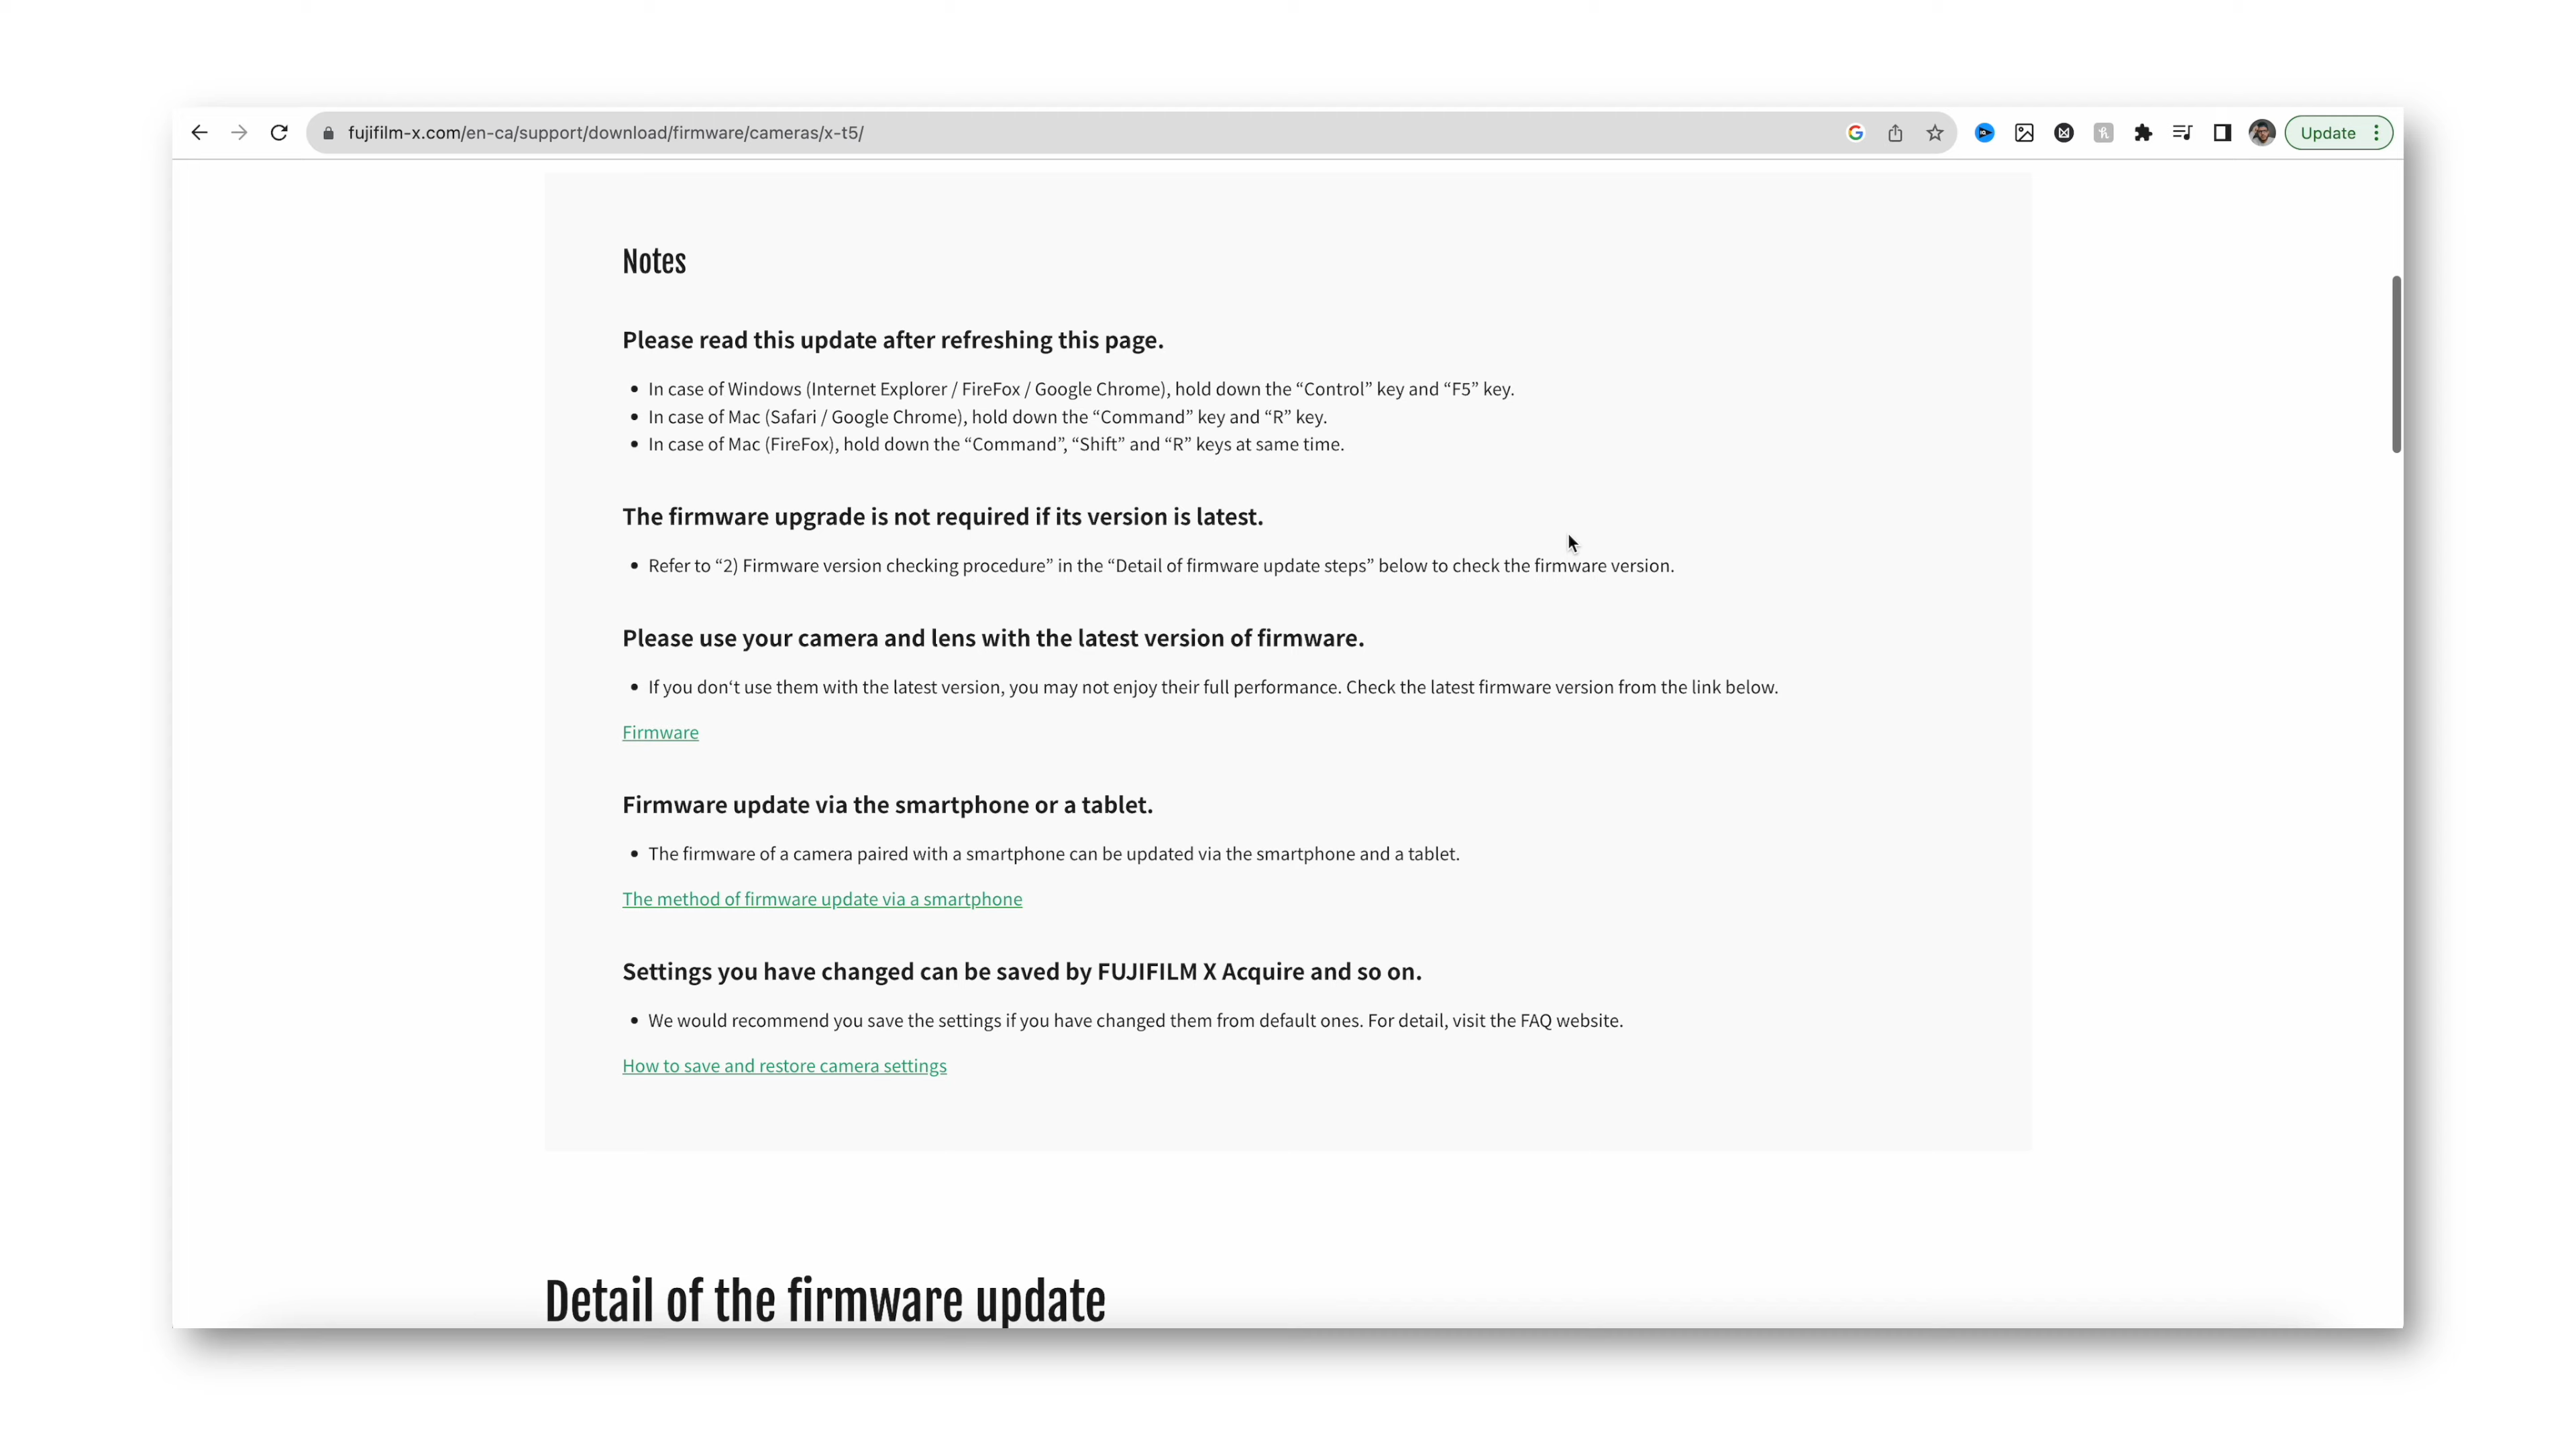 fujifilm-x.com/en-ca/support/download/firmware/cameras/x-t5/
Update
Notes
Please read this update after refreshing this page.
• In case of Windows (Internet Explorer / FireFox / Google Chrome), hold down the “Control” key and “F5” key.
• In case of Mac (Safari / Google Chrome), hold down the “Command” key and “R” key.
• In case of Mac (FireFox), hold down the “Command”, “Shift” and “R” keys at same time.
The firmware upgrade is not required if its version is latest.
• Refer to “2) Firmware version checking procedure” in the “Detail of firmware update steps” below to check the firmware version.
Please use your camera and lens with the latest version of firmware.
• If you don‘t use them with the latest version, you may not enjoy their full performance. Check the latest firmware version from the link below.
Firmware
Firmware update via the smartphone or a tablet.
• The firmware of a camera paired with a smartphone can be updated via the smartphone and a tablet.
The method of firmware update via a smartphone
Settings you have changed can be saved by FUJIFILM X Acquire and so on.
• We would recommend you save the settings if you have changed them from default ones. For detail, visit the FAQ website.
How to save and restore camera settings
Detail of the firmware update